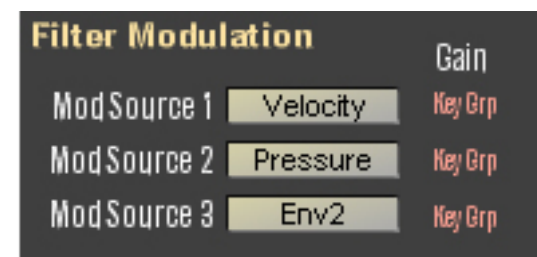 Filter Modulation
Gain
Mod Source 1 Velocity Key Grp
Mod Source 2 Pressure Key Grp
Mod Source 3 Env2 Key Grp